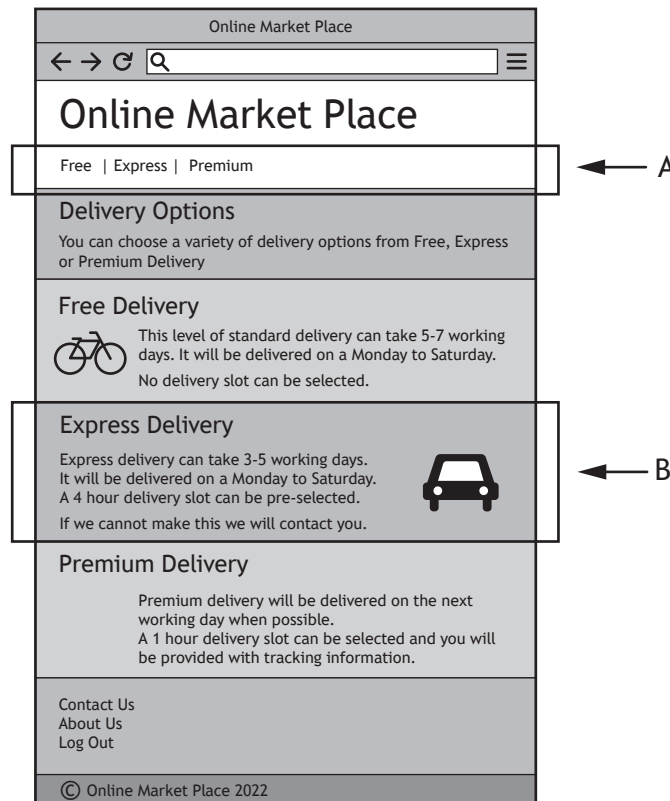 Online Market Place
Online Market Place
Free | Express | Premium
A
Delivery Options
You can choose a variety of delivery options from Free, Express
or Premium Delivery
Free Delivery
This level of standard delivery can take 5-7 working
days. It will be delivered on a Monday to Saturday.
No delivery slot can be selected.
Express Delivery
Express delivery can take 3-5 working days.
It will be delivered on a Monday to Saturday.
A 4 hour delivery slot can be pre-selected.
If we cannot make this we will contact you.
B
Premium Delivery
Premium delivery will be delivered on the next
working day when possible.
A 1 hour delivery slot can be selected and you will
be provided with tracking information.
Contact Us
About Us
Log Out
© Online Market Place 2022